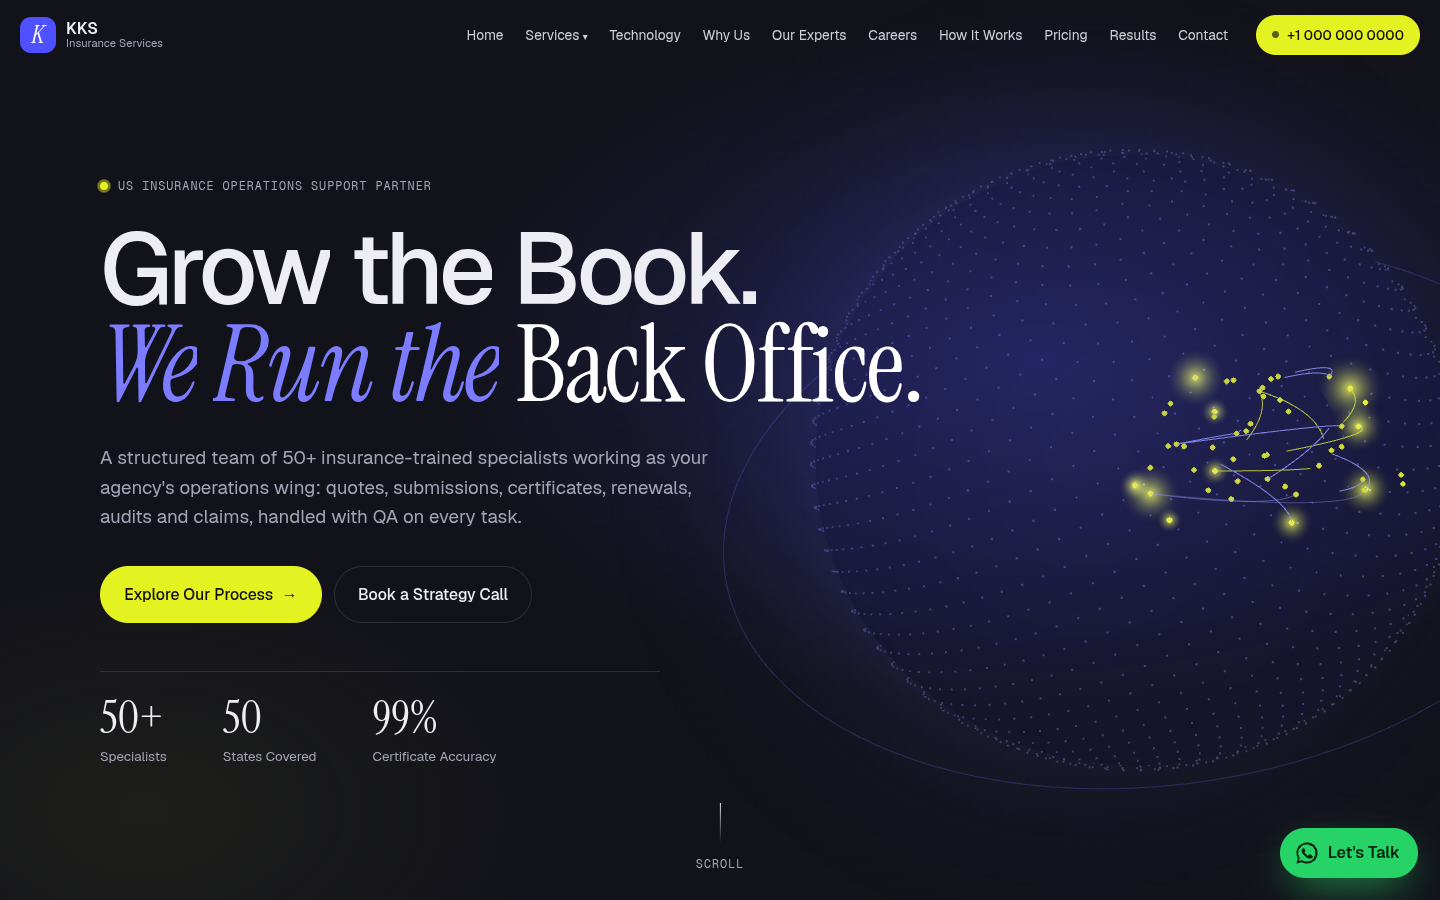 K
KKS
Insurance Services
Home
Services ▾
Technology
Why Us
Our Experts
Careers
How It Works
Pricing
Results
Contact
+1 000 000 0000
US INSURANCE OPERATIONS SUPPORT PARTNER
Grow the Book.
We Run the Back Office.
A structured team of 50+ insurance-trained specialists working as your
agency's operations wing: quotes, submissions, certificates, renewals,
audits and claims, handled with QA on every task.
Explore Our Process →
Book a Strategy Call
50+
Specialists
50
States Covered
99%
Certificate Accuracy
SCROLL
Let's Talk